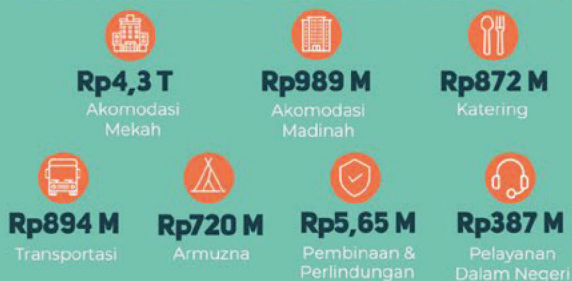 Rp4,3 T
Akomodasi
Mekah
Rp989 M
Akomodasi
Madinah
Rp872 M
Katering
Rp894 M
Transportasi
Rp720 M
Armuzna
Rp5,65 M
Pembinaan &
Perlindungan
Rp387 M
Pelayanan
Dalam Negeri